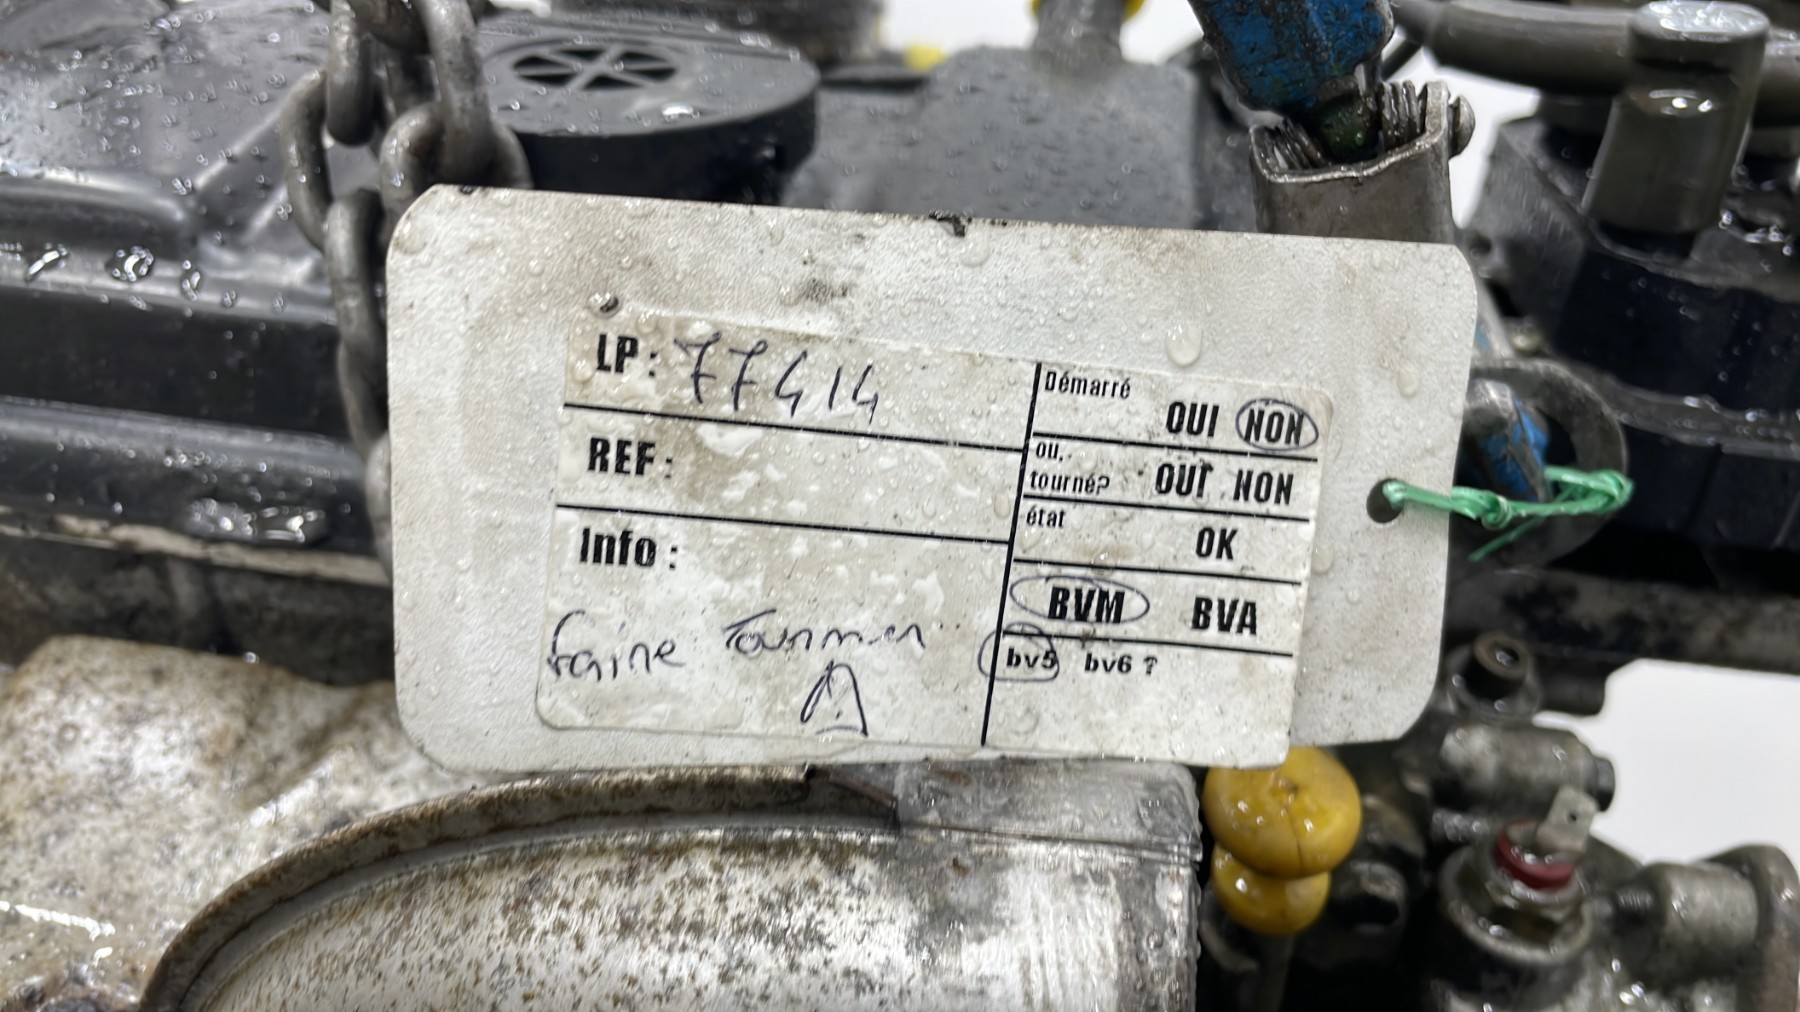 LP: 77414
REF:
Info:
faire Tourner
Démarré
OUI NON
ou
tourné? OUI NON
état
OK
BVM BVA
bv5 bv6 ?